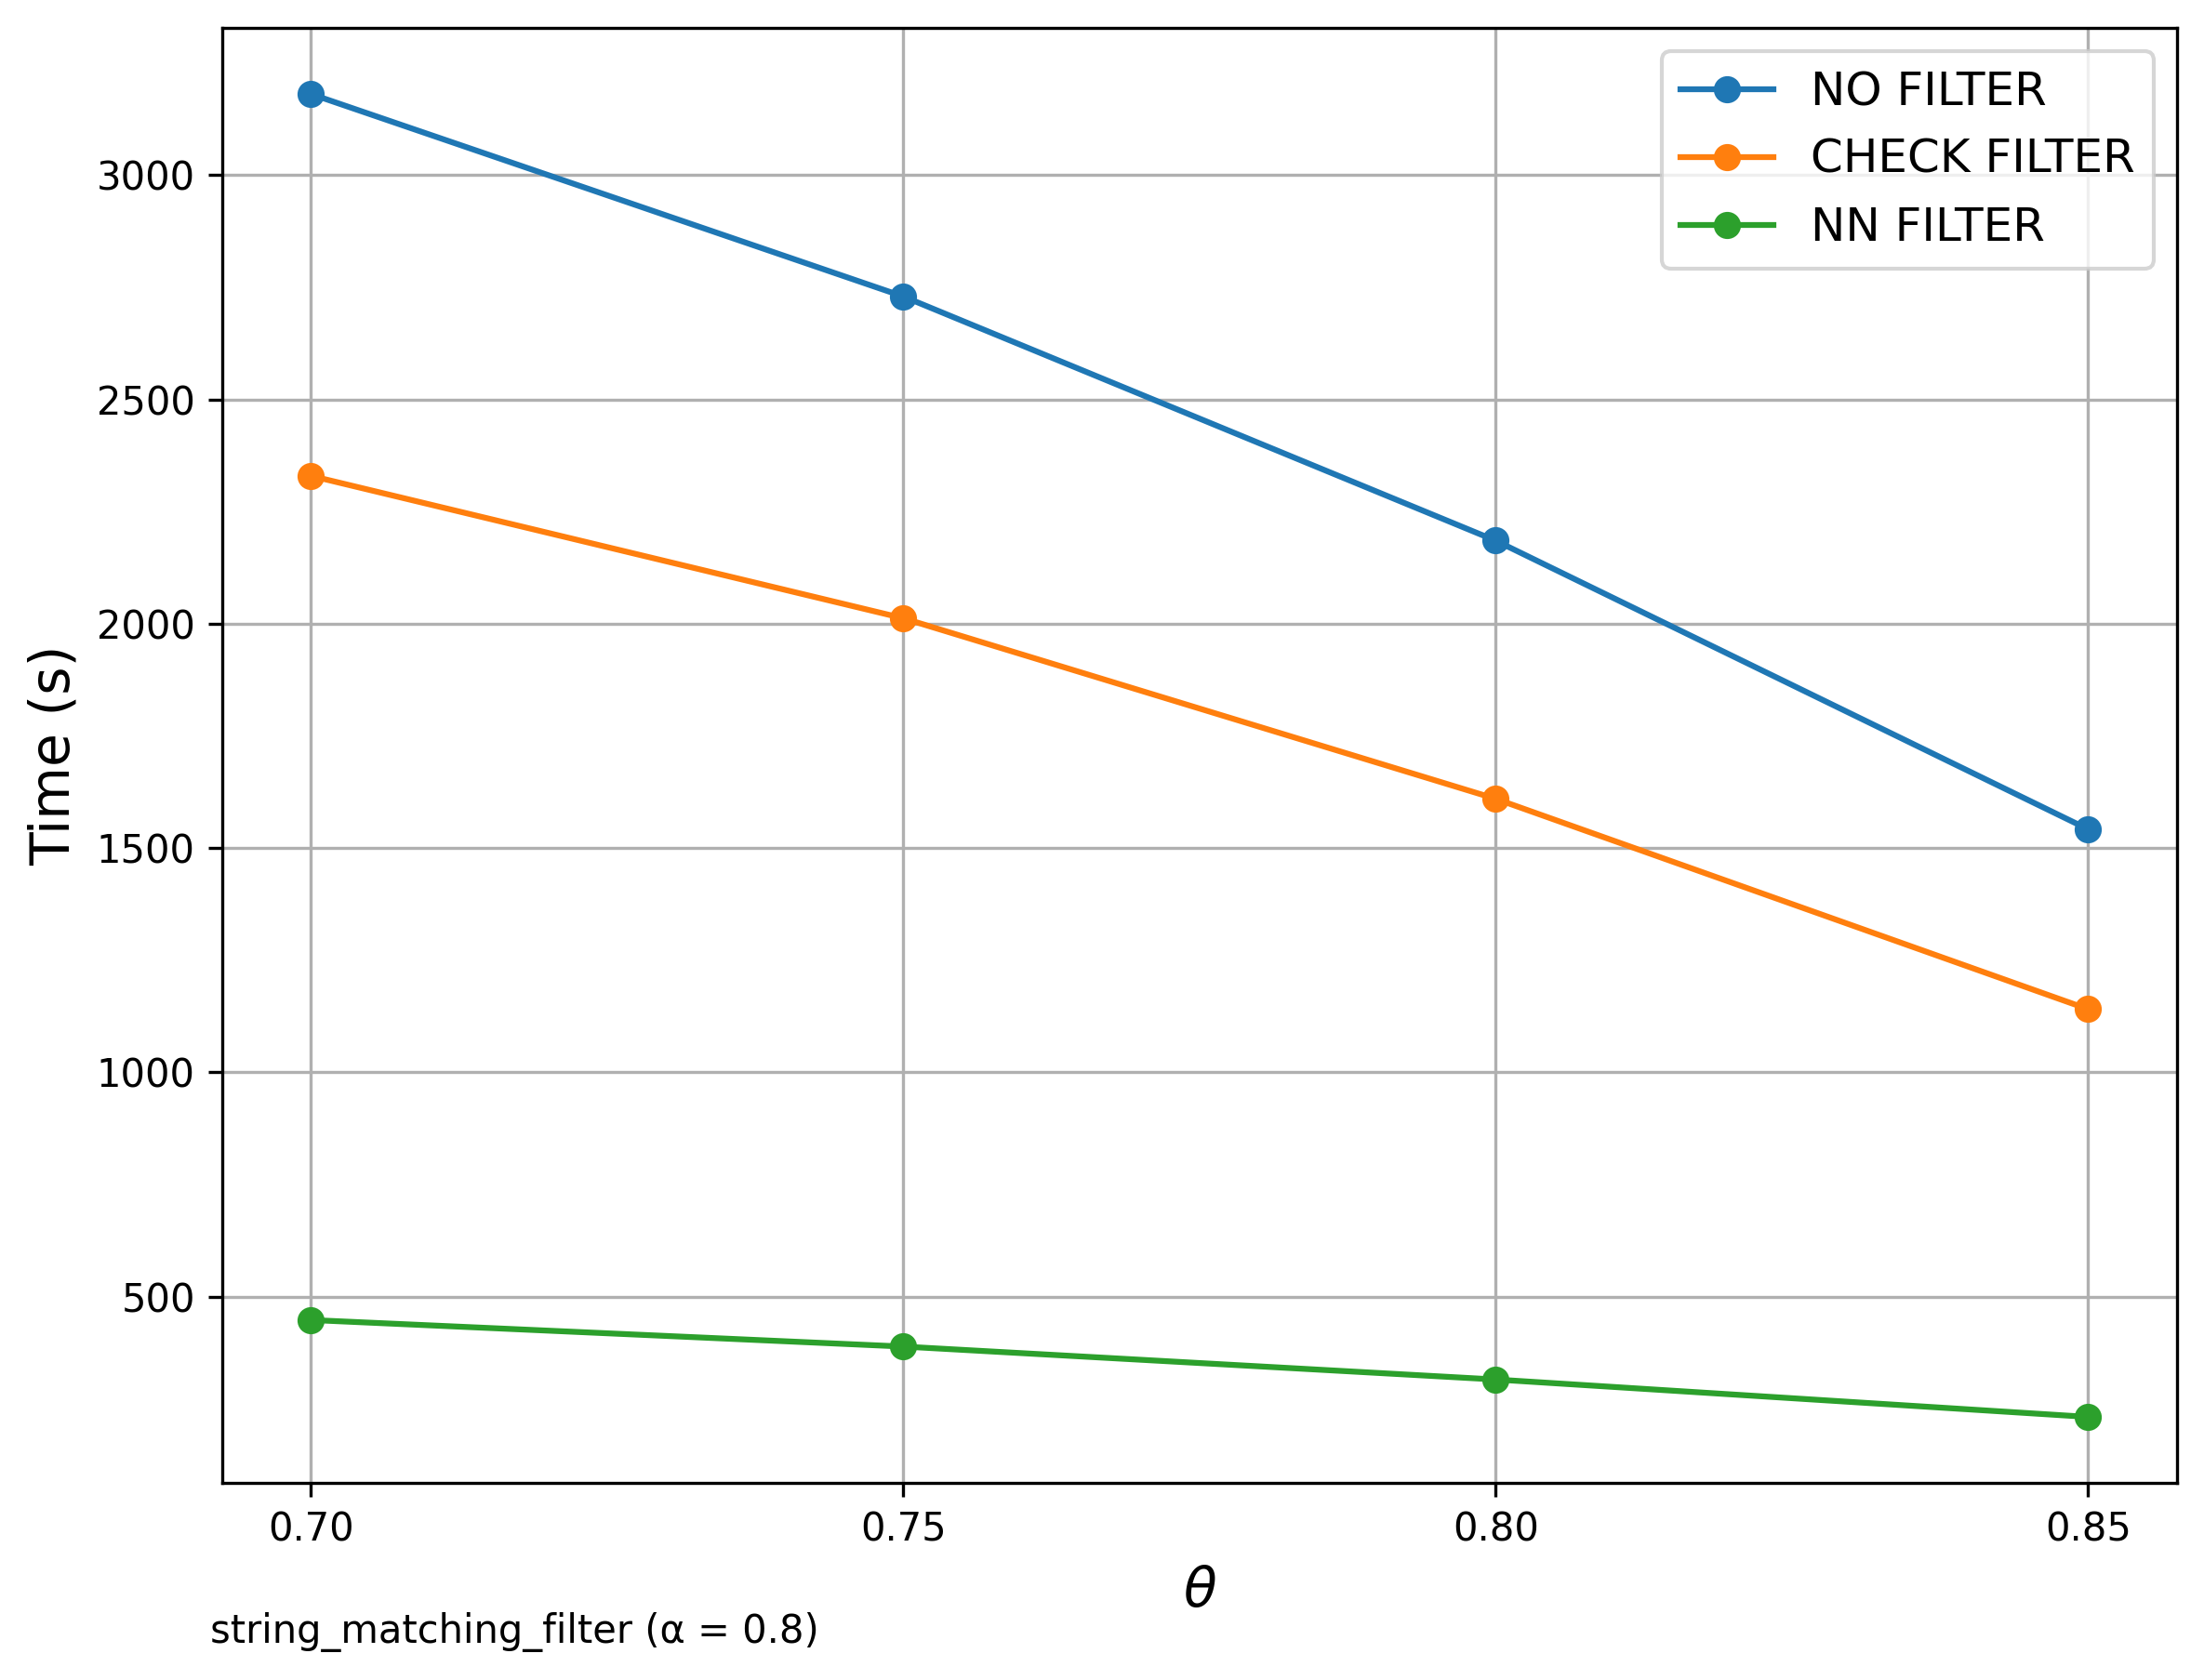 NO FILTER
CHECK FILTER
NN FILTER
Time (s)
3000
2500
2000
1500
1000
500
0.70 0.75 0.80 0.85
θ
string_matching_filter (α = 0.8)